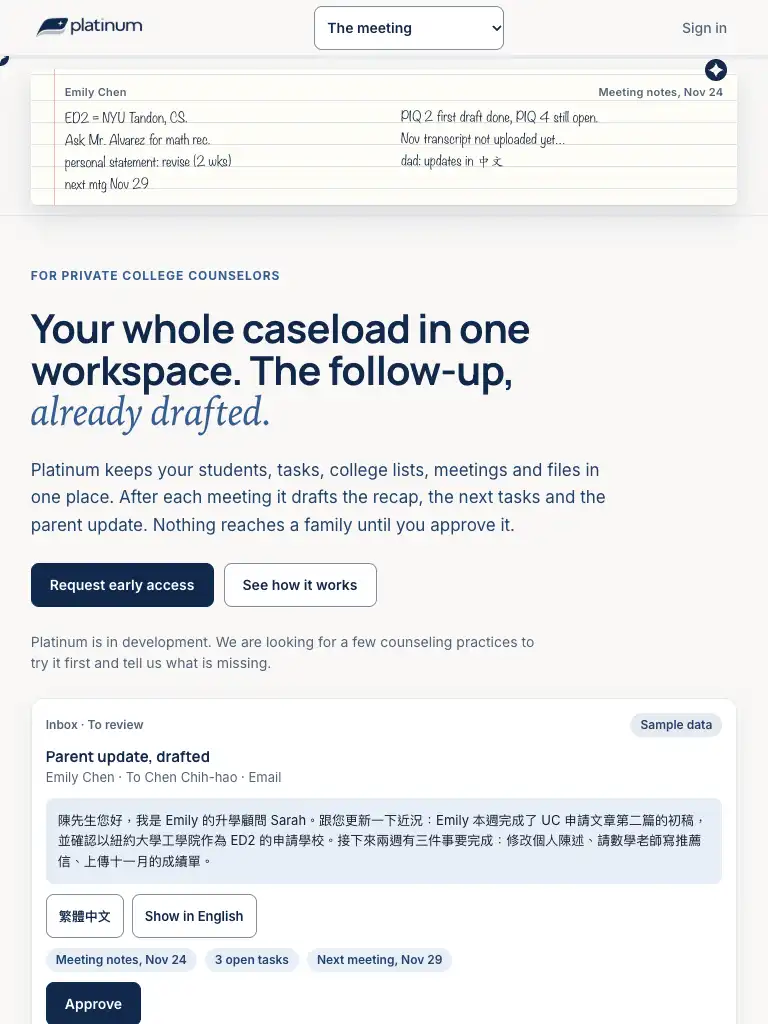 platinum
The meeting
Sign in
Emily Chen
Meeting notes, Nov 24
ED2 = NYU Tandon, CS.
Ask Mr. Alvarez for math rec.
personal statement: revise (2 wks)
next mtg Nov 29
PIQ 2 first draft done, PIQ 4 still open.
Nov transcript not uploaded yet...
dad: updates in 中文
FOR PRIVATE COLLEGE COUNSELORS
Your whole caseload in one
workspace. The follow-up,
already drafted.
Platinum keeps your students, tasks, college lists, meetings and files in
one place. After each meeting it drafts the recap, the next tasks and the
parent update. Nothing reaches a family until you approve it.
Request early access
See how it works
Platinum is in development. We are looking for a few counseling practices to
try it first and tell us what is missing.
Inbox · To review
Sample data
Parent update, drafted
Emily Chen · To Chen Chih-hao · Email
陳先生您好，我是 Emily 的升學顧問 Sarah。跟您更新一下近況：Emily 本週完成了 UC 申請文章第二篇的初稿，
並確認以紐約大學工學院作為 ED2 的申請學校。接下來兩週有三件事要完成：修改個人陳述、請數學老師寫推薦
信、上傳十一月的成績單。
繁體中文
Show in English
Meeting notes, Nov 24
3 open tasks
Next meeting, Nov 29
Approve